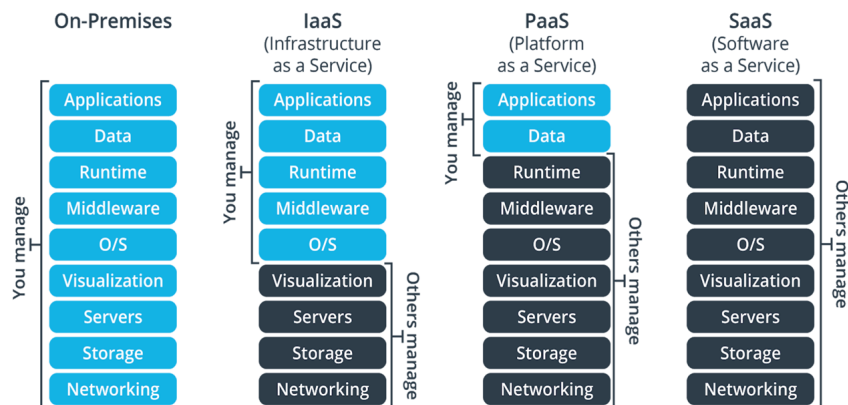 On-Premises
IaaS
(Infrastructure
as a Service)
PaaS
(Platform
as a Service)
SaaS
(Software
as a Service)
You manage
Applications
Data
Runtime
Middleware
O/S
Visualization
Servers
Storage
Networking
You manage
Applications
Data
Runtime
Middleware
O/S
Visualization
Servers
Storage
Networking
Others manage
You manage
Applications
Data
Runtime
Middleware
O/S
Visualization
Servers
Storage
Networking
Others manage
Applications
Data
Runtime
Middleware
O/S
Visualization
Servers
Storage
Networking
Others manage